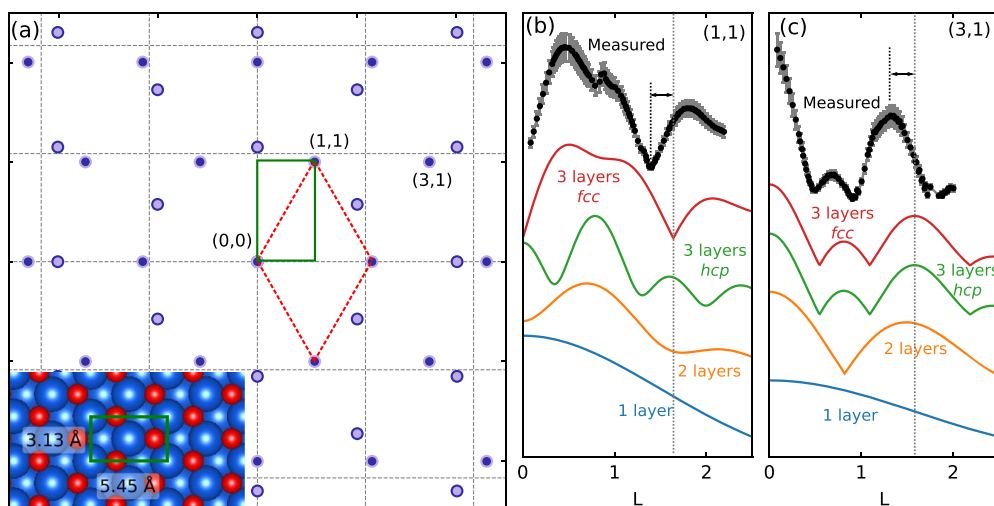 (a)
(1,1)
(3,1)
(0,0)
3.13 Å
5.45 Å
(b)
(1,1)
Measured
3 layers
fcc
3 layers
hcp
2 layers
1 layer
0
1
2
L
(c)
(3,1)
Measured
3 layers
fcc
3 layers
hcp
2 layers
1 layer
0
1
2
L